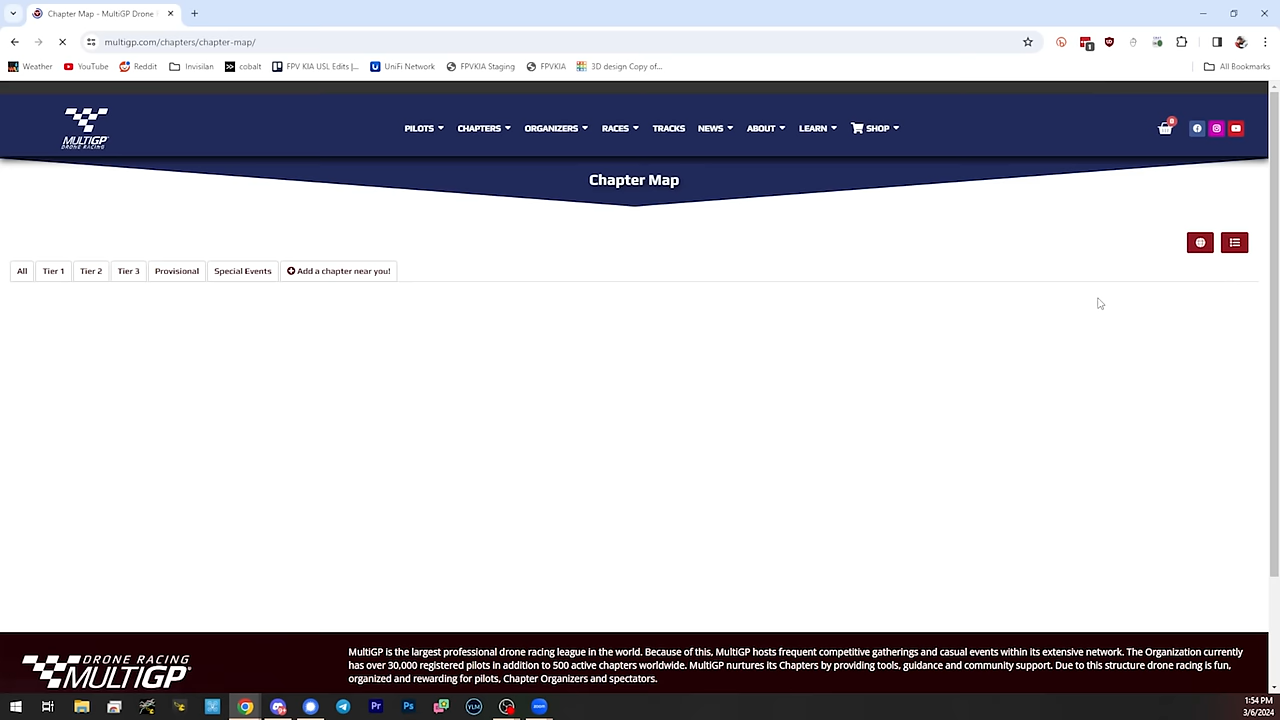 Chapter Map - MultiGP Drone
multigp.com/chapters/chapter-map/
Weather YouTube Reddit Invisilan cobalt FPV KIA USL Edits |... UniFi Network FPVKIA Staging FPVKIA 3D design Copy of... All Bookmarks
MULTIGP
DRONE RACING
PILOTS CHAPTERS ORGANIZERS RACES TRACKS NEWS ABOUT LEARN SHOP 0
Chapter Map
All Tier 1 Tier 2 Tier 3 Provisional Special Events Add a chapter near you!
DRONE RACING
MULTIGP
MultiGP is the largest professional drone racing league in the world. Because of this, MultiGP hosts frequent competitive gatherings and casual events within its extensive network. The Organization currently
has over 30,000 registered pilots in addition to 500 active chapters worldwide. MultiGP nurtures its Chapters by providing tools, guidance and community support. Due to this structure drone racing is fun,
organized and rewarding for pilots, Chapter Organizers and spectators.
Pr Ps VLM zoom
1:54 PM
3/6/2024